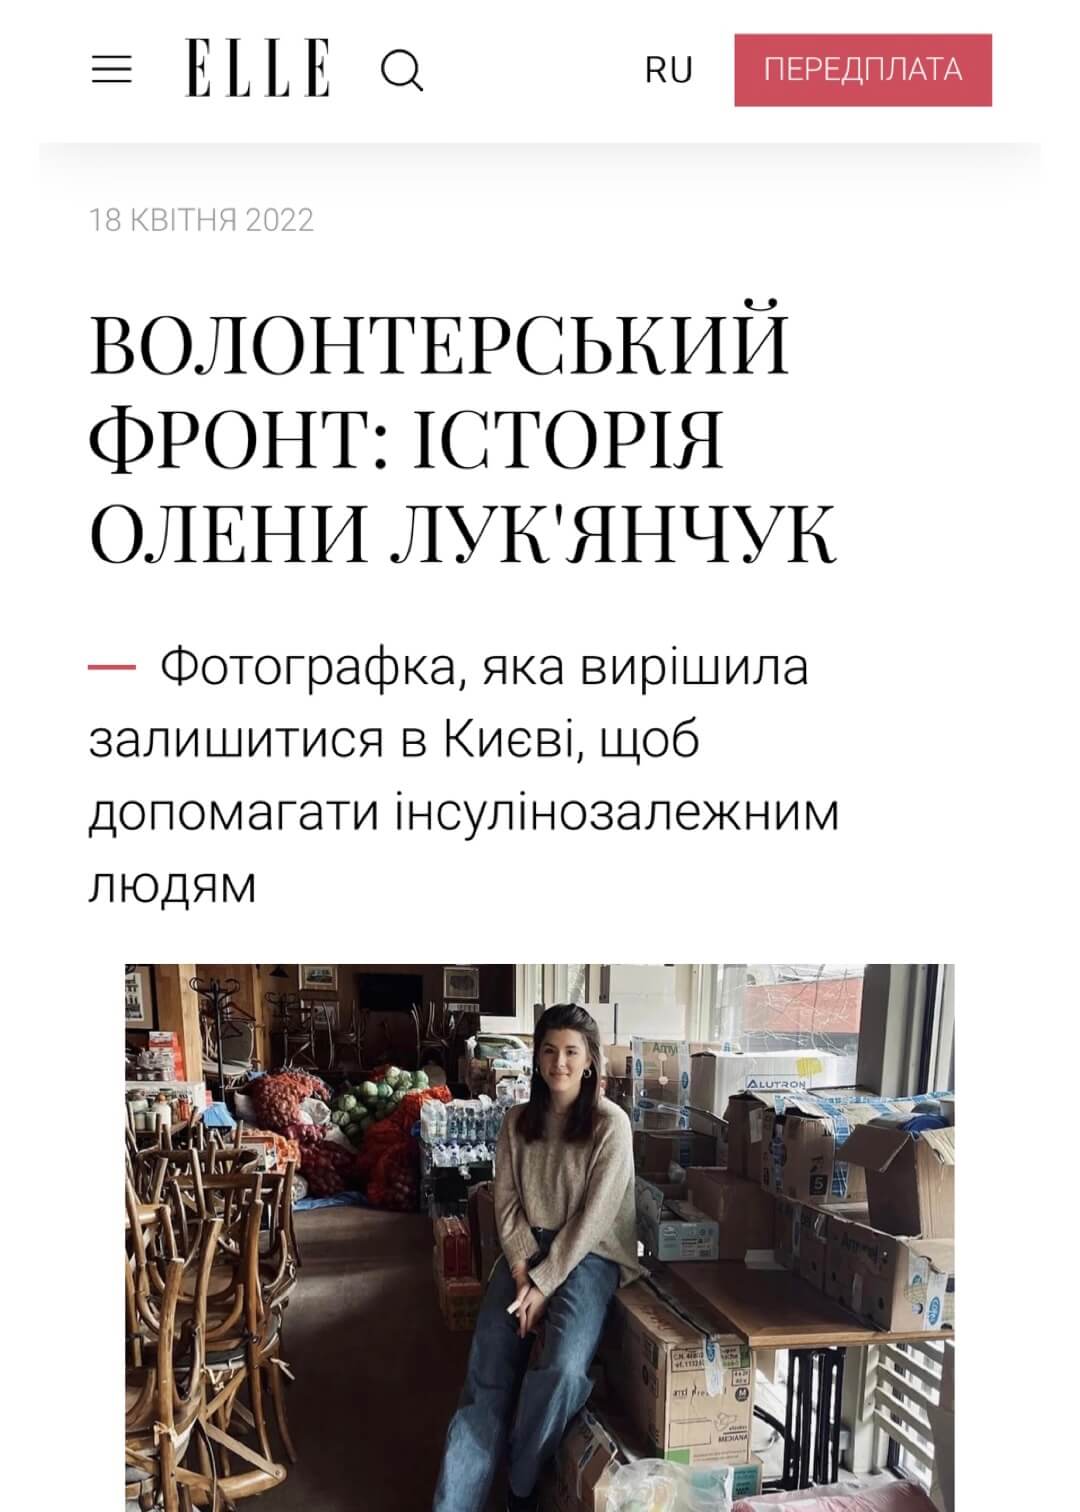 ELLE
RU
ПЕРЕДПЛАТА
18 КВІТНЯ 2022
ВОЛОНТЕРСЬКИЙ
ФРОНТ: ІСТОРІЯ
ОЛЕНИ ЛУК'ЯНЧУК
— Фотографка, яка вирішила
залишитися в Києві, щоб
допомагати інсулінозалежним
людям
ALUTRON
5